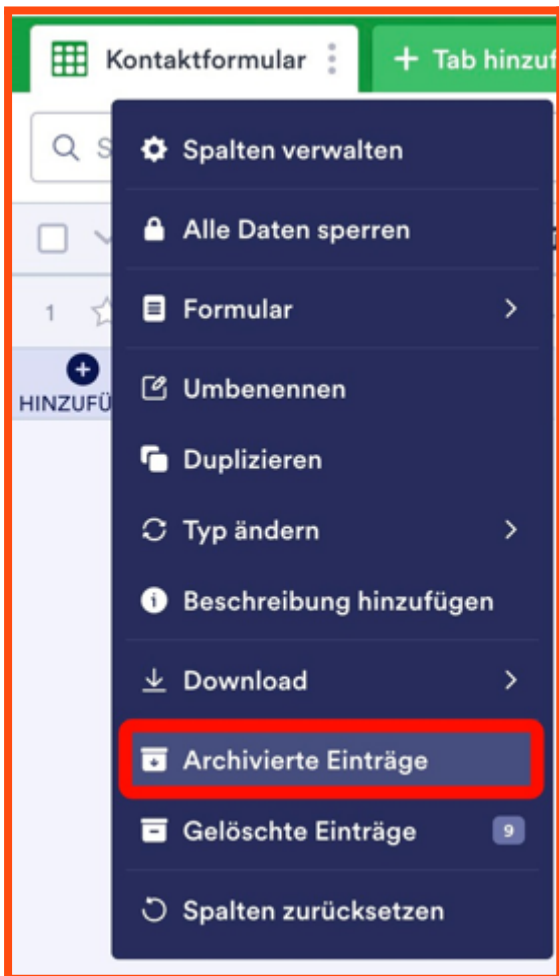 Kontaktformular
+ Tab hinzuf
S
Spalten verwalten
Alle Daten sperren
1
Formular
HINZUFÜ
Umbenennen
Duplizieren
Typ ändern
Beschreibung hinzufügen
Download
Archivierte Einträge
Gelöschte Einträge 9
Spalten zurücksetzen